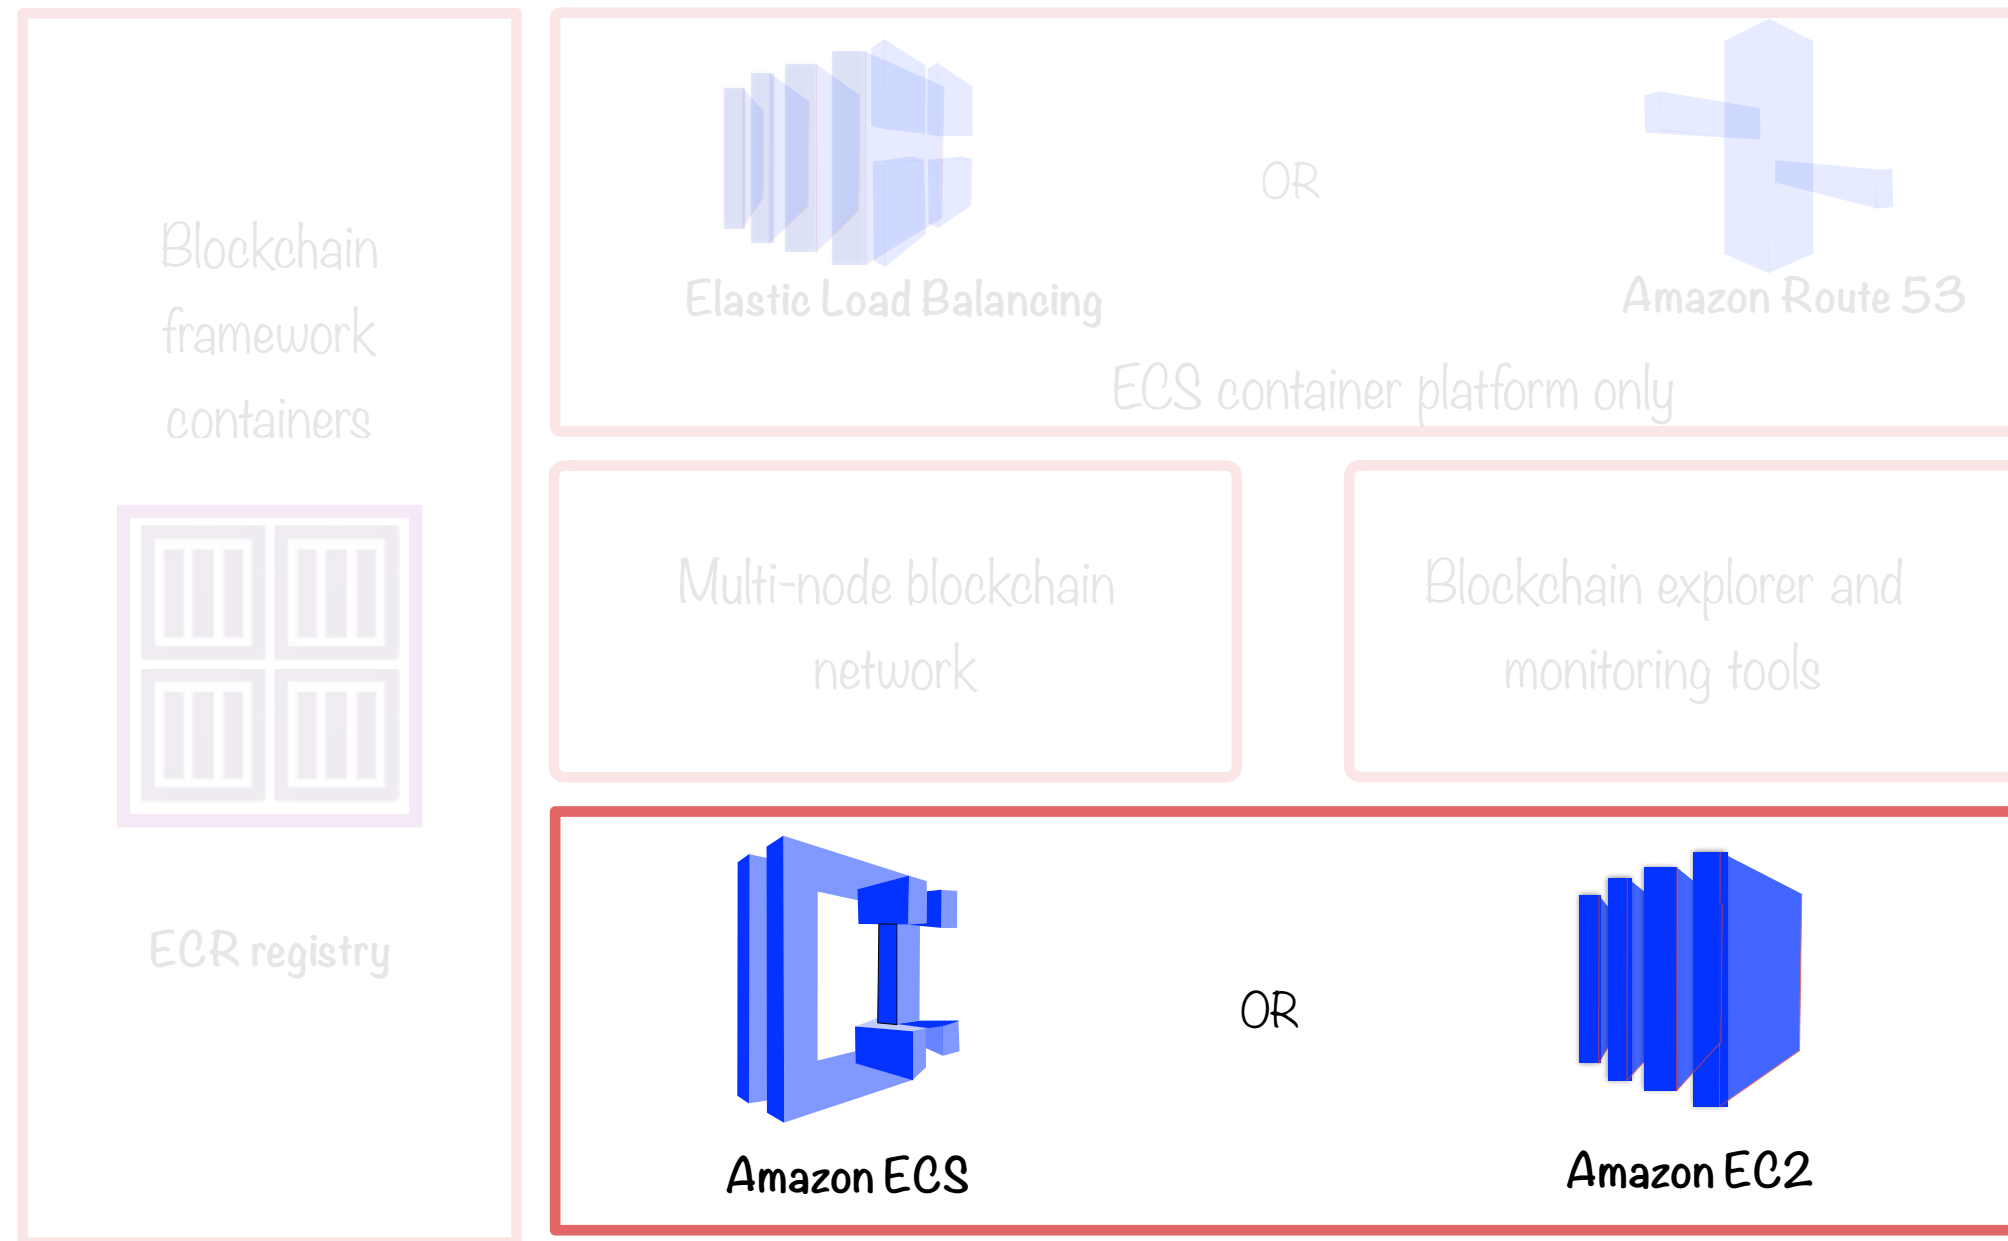 Blockchain
framework
containers
ECR registry
OR
Elastic Load Balancing
Amazon Route 53
ECS container platform only
Multi-node blockchain
network
Blockchain explorer and
monitoring tools
OR
Amazon ECS
Amazon EC2